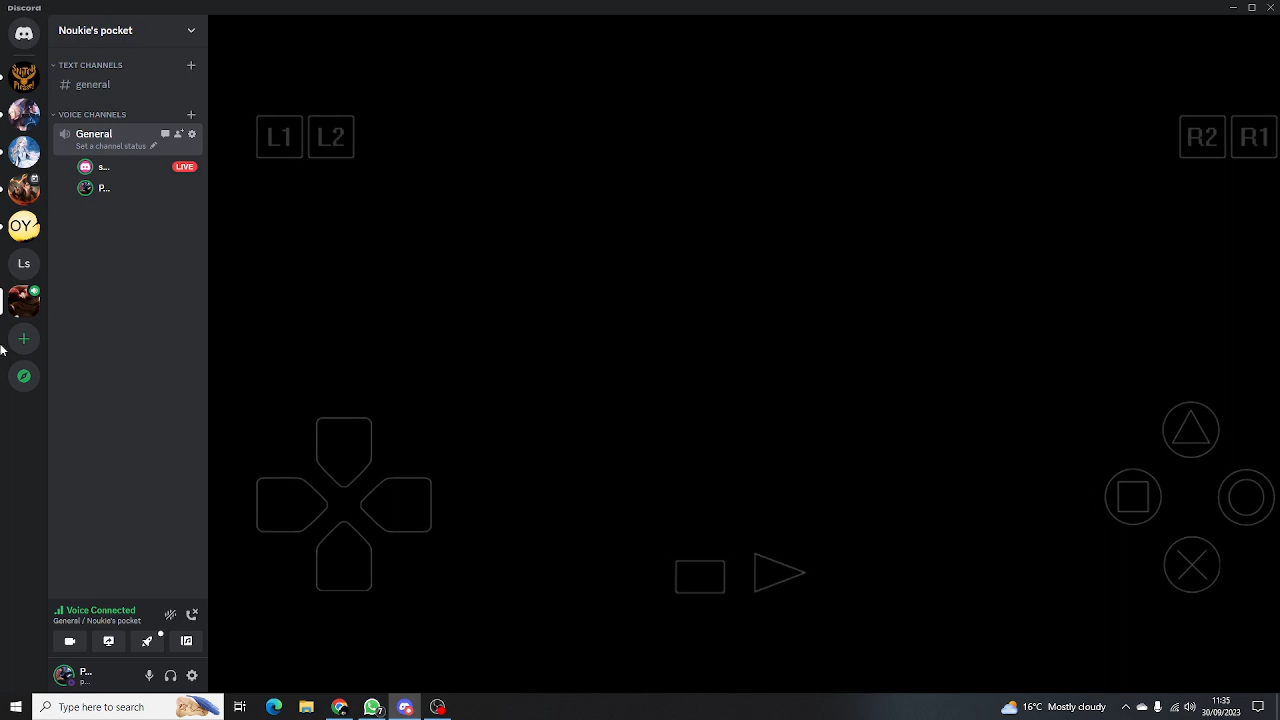 Discord
Noukie's pocket
TEXT CHANNELS
general
VOICE CHANNELS
General
Set a channel status
s...
LIVE
P...
OY
Ls
L1 L2
R2 R1
Voice Connected
General / Noukie's pocket
P...
p...
Type here to search
7
16°C Mostly cloudy
11:35
30/09/2023